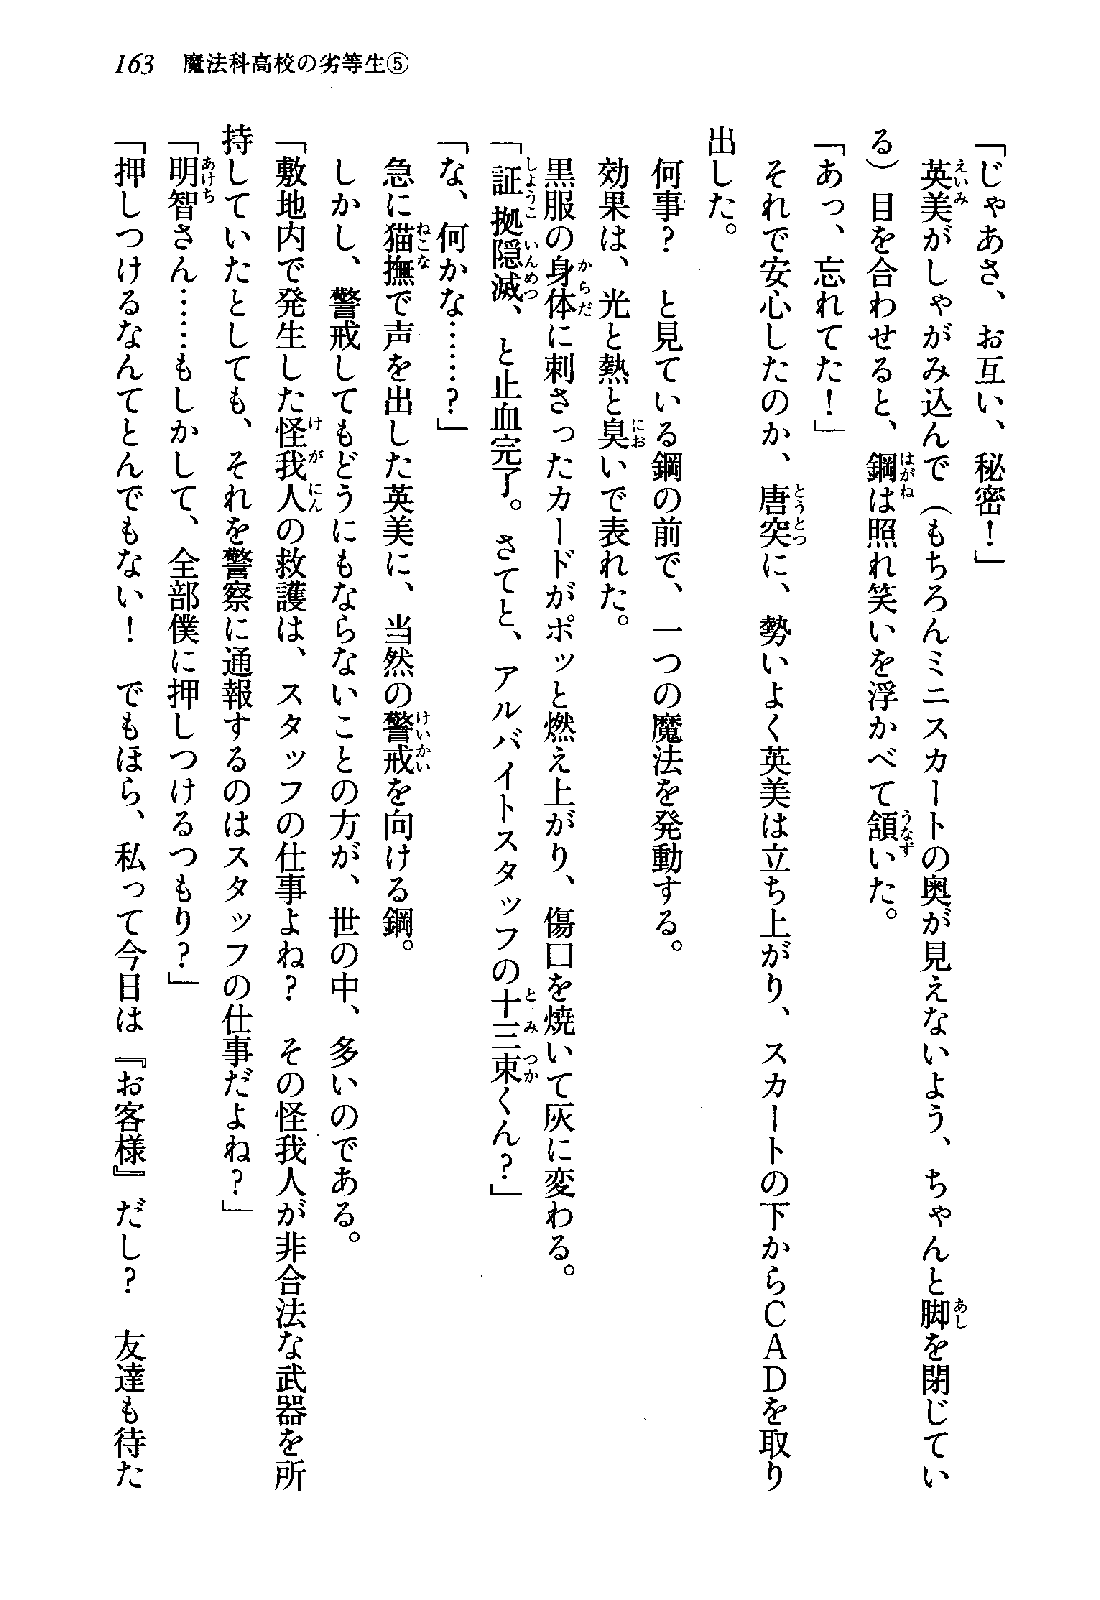 163　魔法科高校の劣等生⑤
「じゃあさ、お互い、秘密！」
　英美がしゃがみ込んで（もちろんミニスカートの奥が見えないよう、ちゃんと脚を閉じてい
る）目を合わせると、鋼は照れ笑いを浮かべて頷いた。
「あっ、忘れてた！」
　それで安心したのか、唐突に、勢いよく英美は立ち上がり、スカートの下からＣＡＤを取り
出した。
　何事？　と見ている鋼の前で、一つの魔法を発動する。
　効果は、光と熱と臭いで表れた。
　黒服の身体に刺さったカードがポッと燃え上がり、傷口を焼いて灰に変わる。
「証拠隠滅、と止血完了。さてと、アルバイトスタッフの十三束くん？」
「な、何かな……？」
　急に猫撫で声を出した英美に、当然の警戒を向ける鋼。
　しかし、警戒してもどうにもならないことの方が、世の中、多いのである。
「敷地内で発生した怪我人の救護は、スタッフの仕事よね？　その怪我人が非合法な武器を所
持していたとしても、それを警察に通報するのはスタッフの仕事だよね？」
「明智さん……もしかして、全部僕に押しつけるつもり？」
「押しつけるなんてとんでもない！　でもほら、私って今日は『お客様』だし？　友達も待た